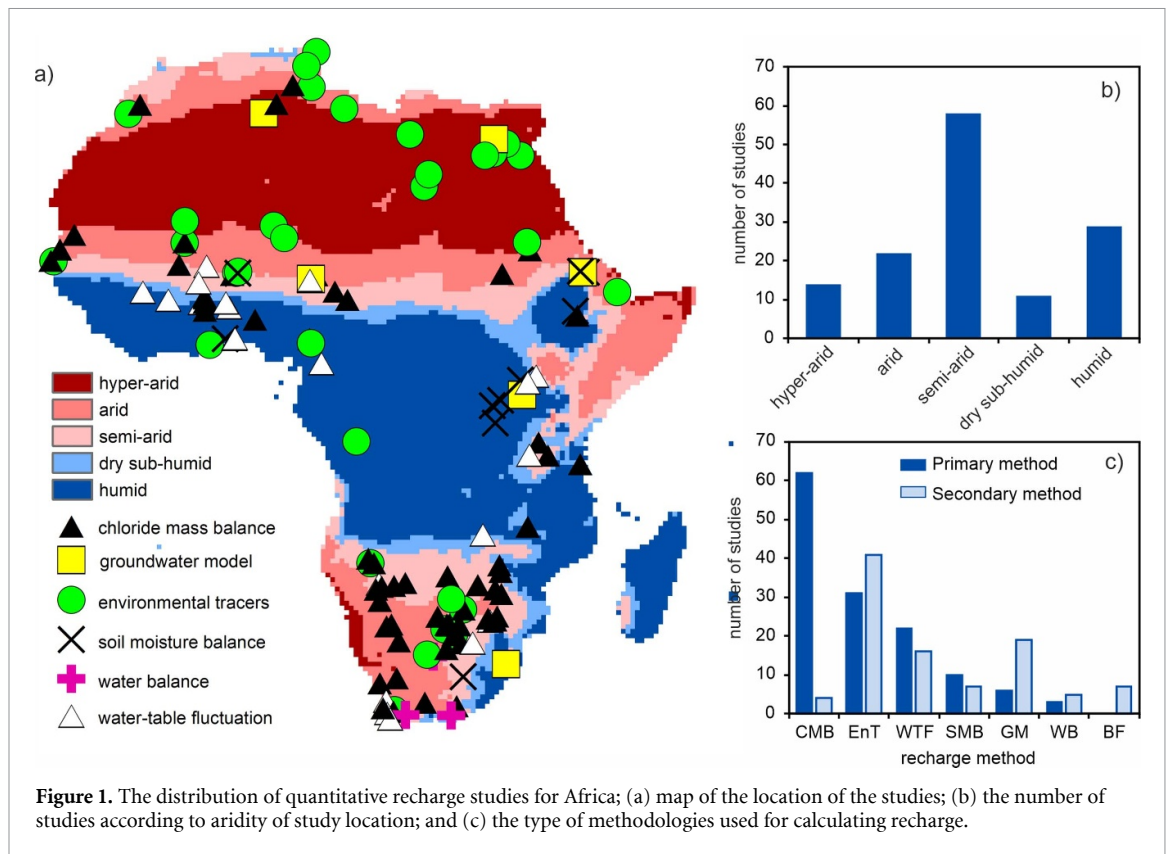 a)
hyper-arid
arid
semi-arid
dry sub-humid
humid
chloride mass balance
groundwater model
environmental tracers
soil moisture balance
water balance
water-table fluctuation
b)
number of studies
70
60
50
40
30
20
10
0
hyper-arid
arid
semi-arid
dry sub-humid
humid
c)
number of studies
70
60
50
40
30
20
10
0
Primary method
Secondary method
CMB EnT WTF SMB GM WB BF
recharge method
Figure 1. The distribution of quantitative recharge studies for Africa; (a) map of the location of the studies; (b) the number of
studies according to aridity of study location; and (c) the type of methodologies used for calculating recharge.